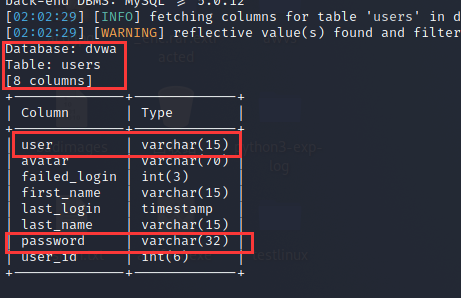 back-end DBMS: MySQL > 5.0.12
[02:02:29] [INFO] fetching columns for table 'users' in d
[02:02:29] [WARNING] reflective value(s) found and filter
Database: dvwa
Table: users
[8 columns]
+--------------+-------------+
| Column | Type |
+--------------+-------------+
| user | varchar(15) |
| avatar | varchar(70) |
| failed_login | int(3) |
| first_name | varchar(15) |
| last_login | timestamp |
| last_name | varchar(15) |
| password | varchar(32) |
| user_id | int(6) |
+--------------+-------------+